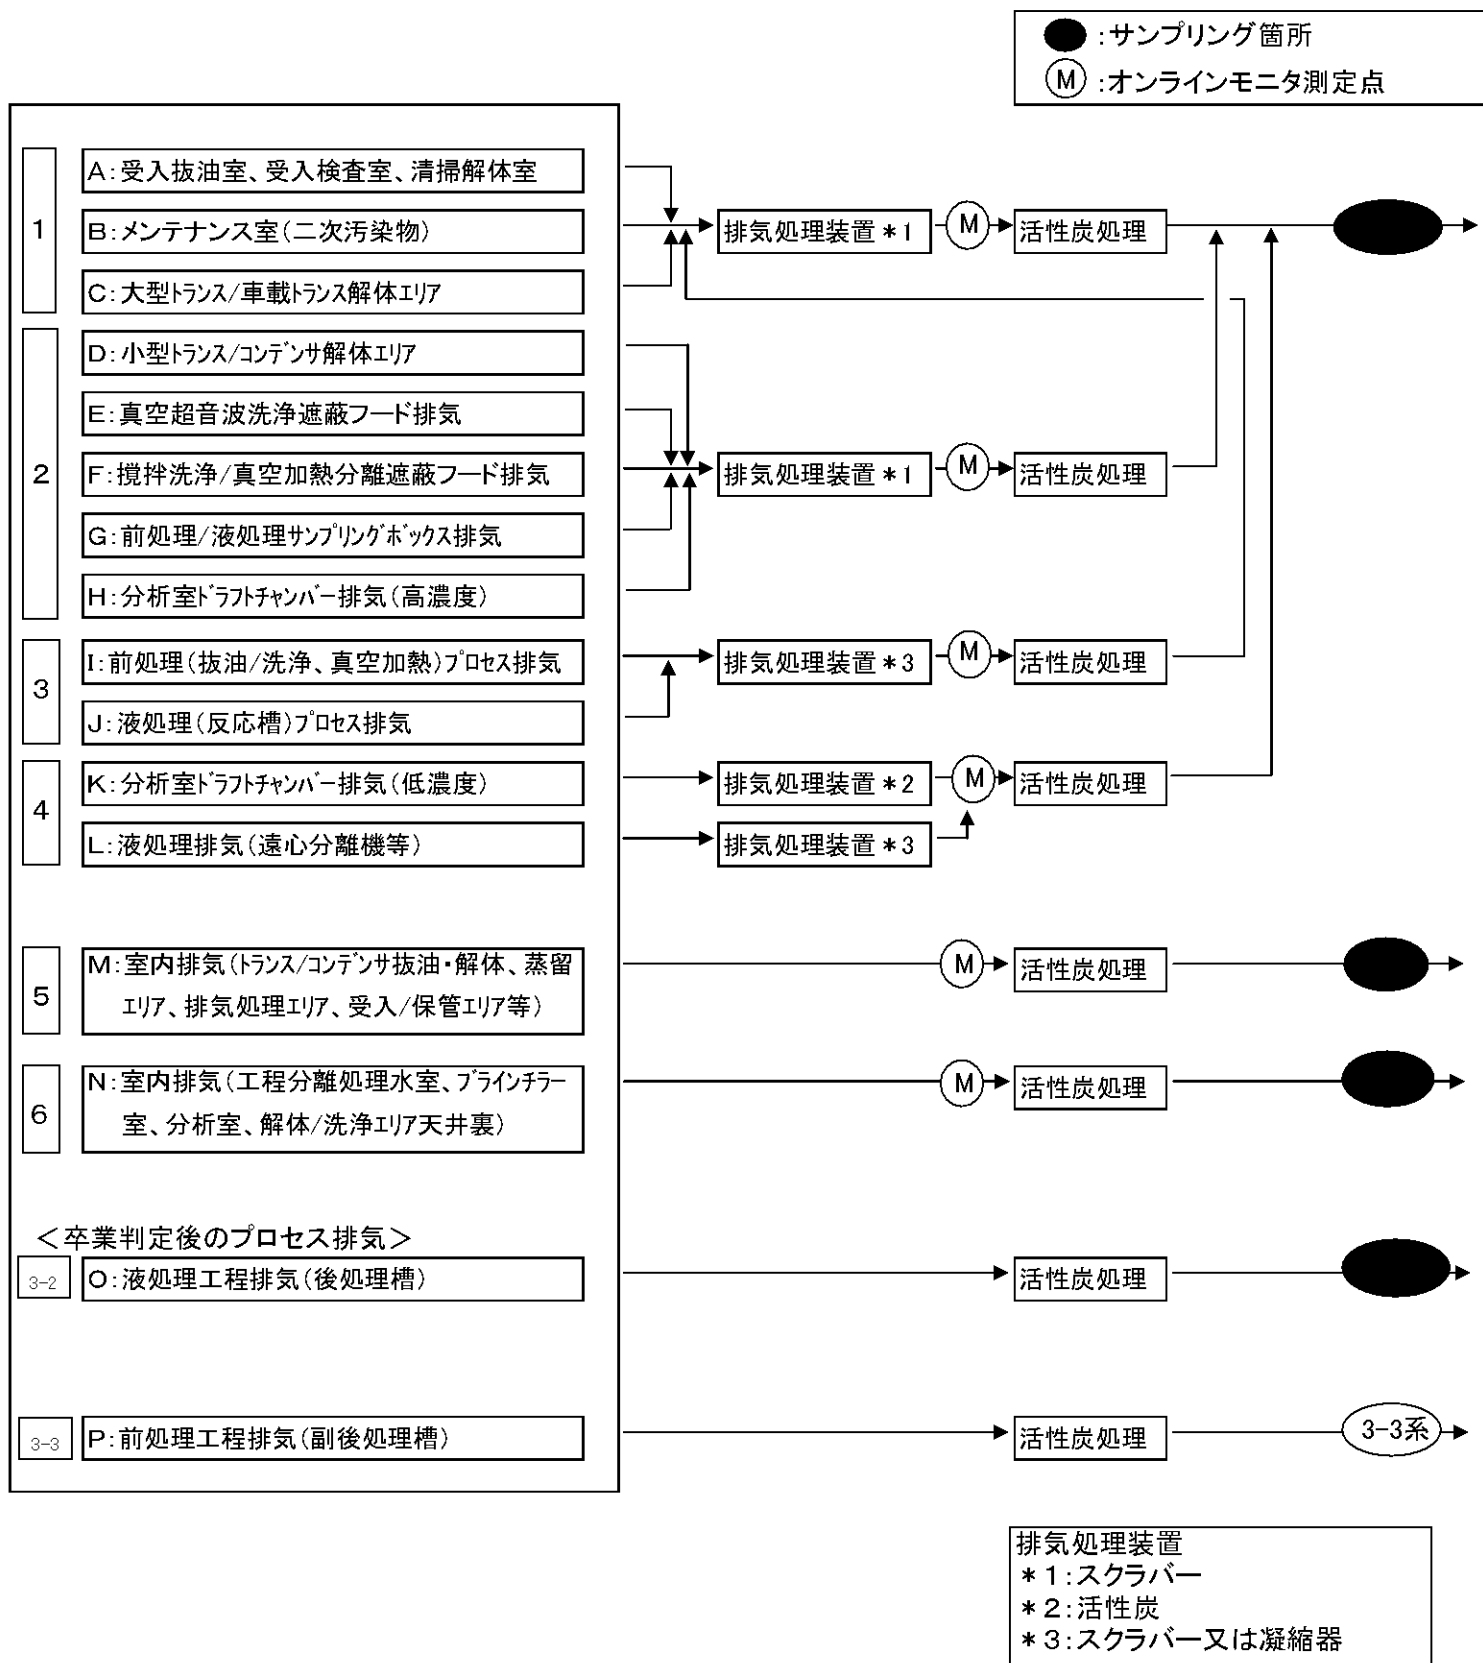 :サンプリング箇所
M :オンラインモニタ測定点
1
A:受入抜油室、受入検査室、清掃解体室
B:メンテナンス室(二次汚染物)
排気処理装置*1
M
活性炭処理
C:大型トランス/車載トランス解体エリア
2
D:小型トランス/コンデンサ解体エリア
E:真空超音波洗浄遮蔽フード排気
F:撹拌洗浄/真空加熱分離遮蔽フード排気
排気処理装置*1
M
活性炭処理
G:前処理/液処理サンプリングボックス排気
H:分析室ドラフトチャンバー排気(高濃度)
3
I:前処理(抜油/洗浄、真空加熱)プロセス排気
排気処理装置*3
M
活性炭処理
J:液処理(反応槽)プロセス排気
4
K:分析室ドラフトチャンバー排気(低濃度)
排気処理装置*2
M
活性炭処理
L:液処理排気(遠心分離機等)
排気処理装置*3
5
M:室内排気(トランス/コンデンサ抜油・解体、蒸留
エリア、排気処理エリア、受入/保管エリア等)
M
活性炭処理
6
N:室内排気(工程分離処理水室、ブラインチラー
室、分析室、解体/洗浄エリア天井裏)
M
活性炭処理
<卒業判定後のプロセス排気>
3-2
O:液処理工程排気(後処理槽)
活性炭処理
3-3
P:前処理工程排気(副後処理槽)
活性炭処理
3-3系
排気処理装置
*1:スクラバー
*2:活性炭
*3:スクラバー又は凝縮器